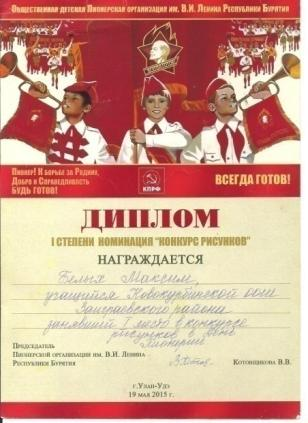 Общественная детская Пионерская организация им. В.И. Ленина Республики Бурятия
Пионер! К борьбе за Родину,
Добро и Справедливость
БУДЬ ГОТОВ!
КПРФ
ВСЕГДА ГОТОВ!
ДИПЛОМ
I СТЕПЕНИ НОМИНАЦИЯ "КОНКУРС РИСУНКОВ"
НАГРАЖДАЕТСЯ
Белых Максим,
учащийся Новокурбинской оош
Заиграевского района
занявший I место в конкурсе
рисунков в День
Пионерии
Председатель
Пионерской организации им. В.И. Ленина
Республики Бурятия
Котовщикова В.В.
г.Улан-Удэ
19 мая 2015 г.